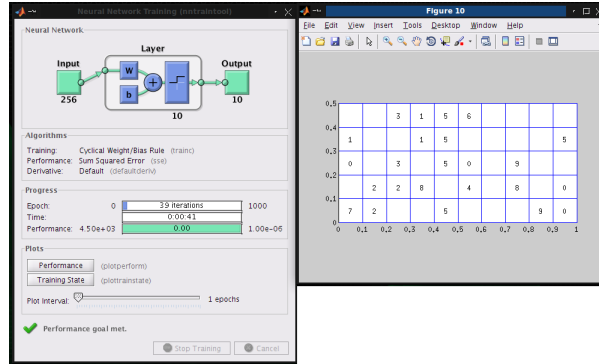 Neural Network Training (nntraintool)
Neural Network
Layer
Input
Output
W
b
+
256
10
10
Algorithms
Training: Cyclical Weight/Bias Rule (trainc)
Performance: Sum Squared Error (sse)
Derivative: Default (defaultderiv)
Progress
Epoch: 0 39 iterations 1000
Time: 0:00:41
Performance: 4.50e+03 0.00 1.00e-06
Plots
Performance (plotperform)
Training State (plottrainstate)
Plot Interval: 1 epochs
Performance goal met.
Stop Training Cancel
Figure 10
File Edit View Insert Tools Desktop Window Help
0.5
3 1 5 6
0.4
1 1 5 5
0.3
0 3 5 0 9
0.2
2 2 8 4 8 0
0.1
7 2 5 9 0
0
0 0.1 0.2 0.3 0.4 0.5 0.6 0.7 0.8 0.9 1